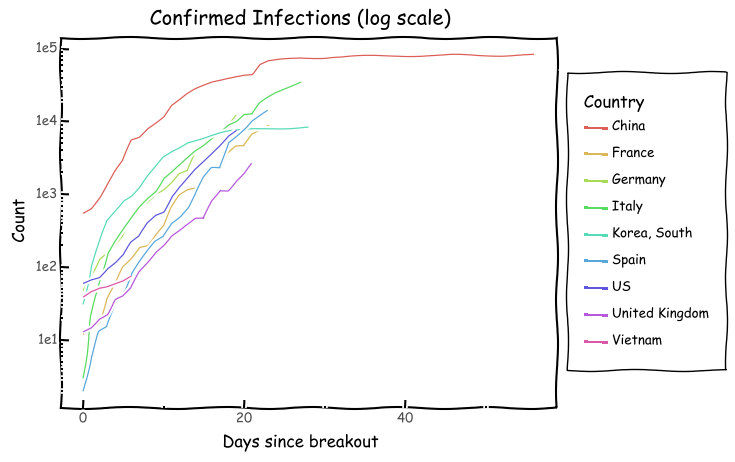 Confirmed Infections (log scale)
1e5
1e4
1e3
1e2
1e1
Count
0
20
40
Days since breakout
Country
China
France
Germany
Italy
Korea, South
Spain
US
United Kingdom
Vietnam